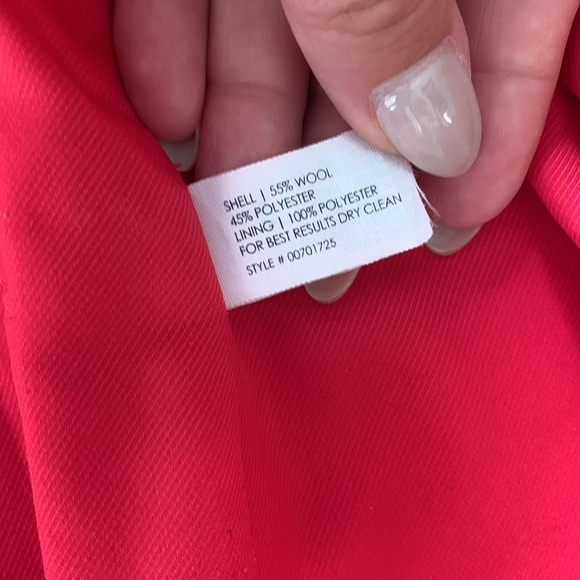 SHELL | 55% WOOL
45% POLYESTER
LINING | 100% POLYESTER
FOR BEST RESULTS DRY CLEAN
STYLE # 00701725